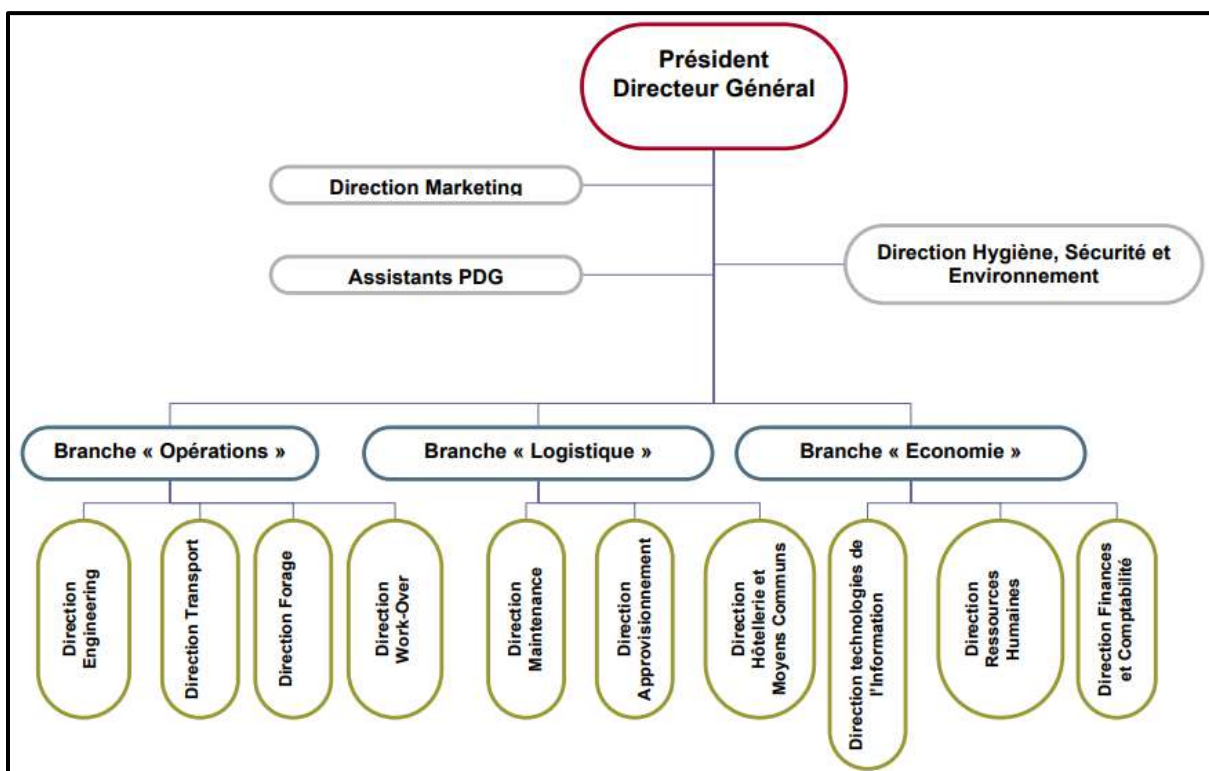 Président
Directeur Général
Direction Marketing
Direction Hygiène, Sécurité et
Environnement
Assistants PDG
Branche « Opérations »
Branche « Logistique »
Branche « Economie »
Direction
Engineering
Direction Transport
Direction Forage
Direction
Work-Over
Direction
Maintenance
Direction
Approvisionnement
Direction
Hôtellerie et
Moyens Communs
Direction technologies de
l'Information
Direction
Ressources
Humaines
Direction Finances
et Comptabilité